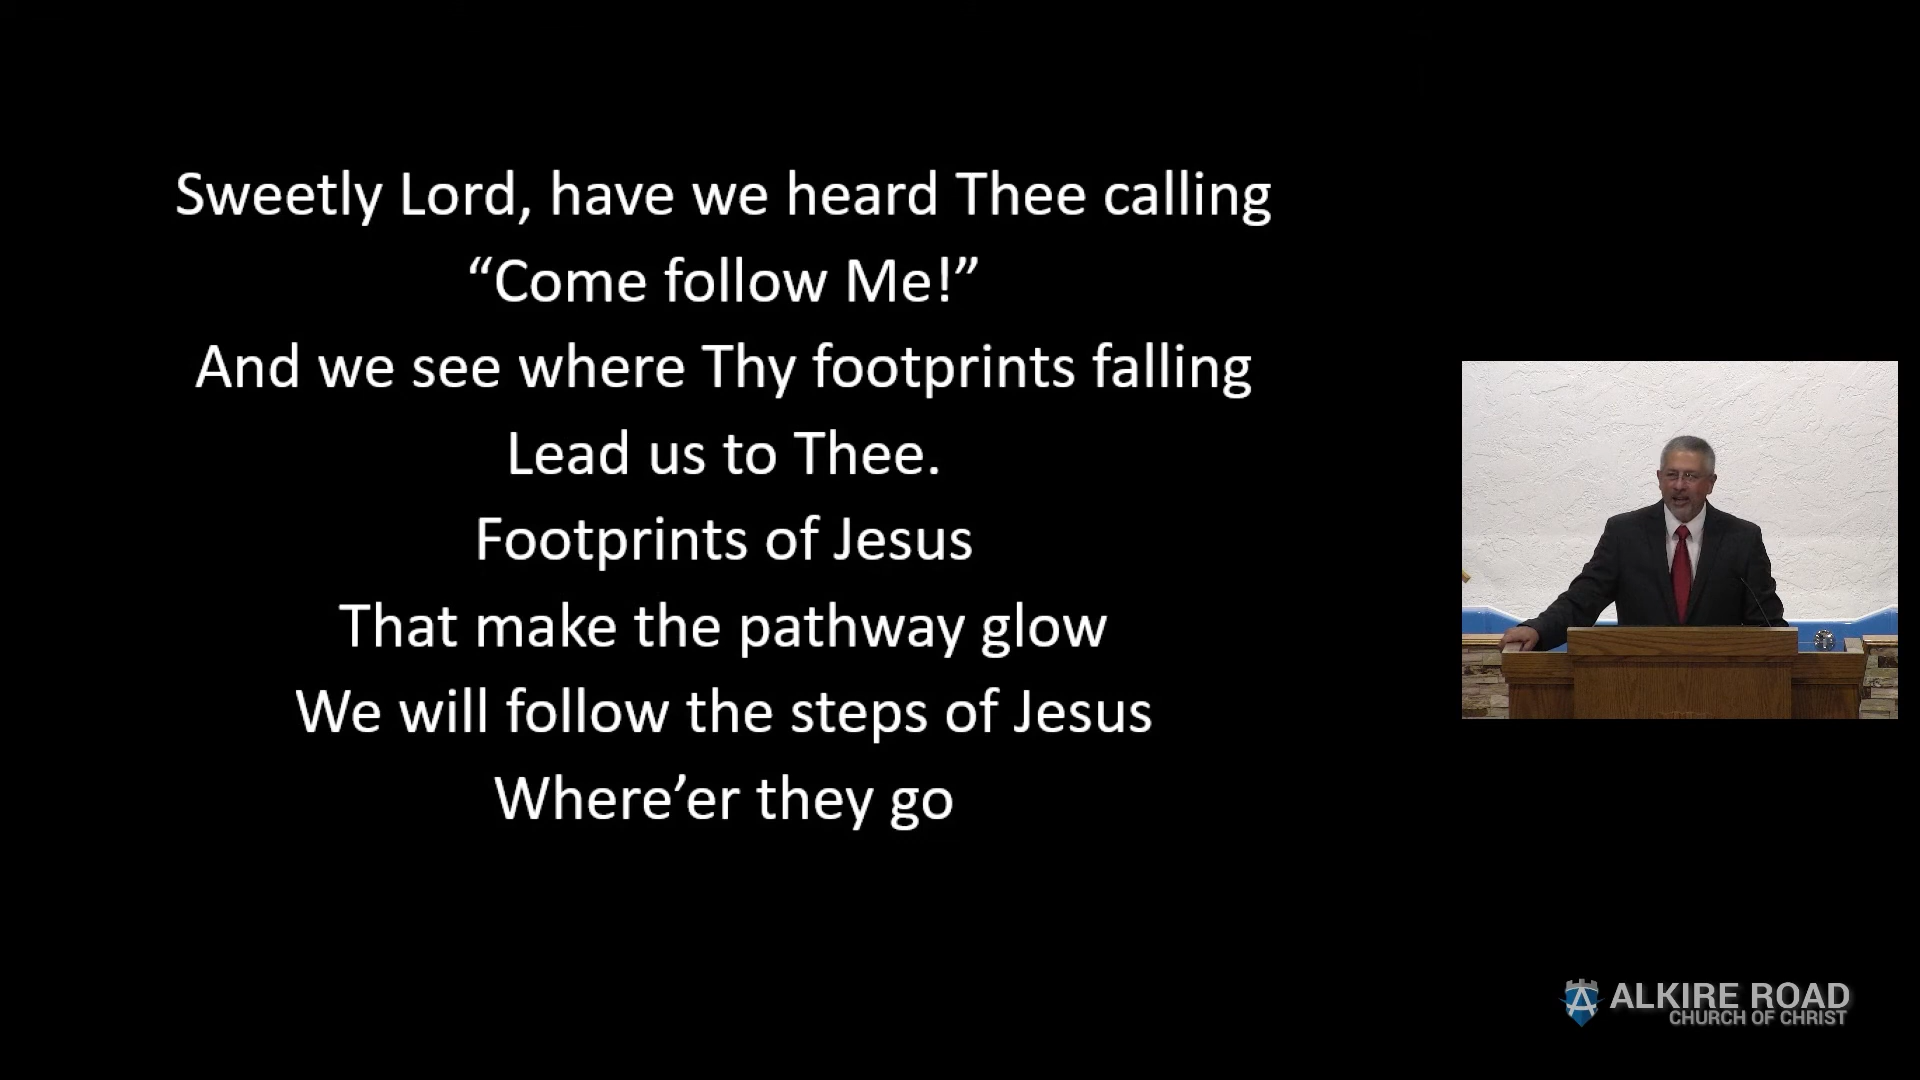 Sweetly Lord, have we heard Thee calling
“Come follow Me!”
And we see where Thy footprints falling
Lead us to Thee.
Footprints of Jesus
That make the pathway glow
We will follow the steps of Jesus
Where’er they go
ALKIRE ROAD
CHURCH OF CHRIST